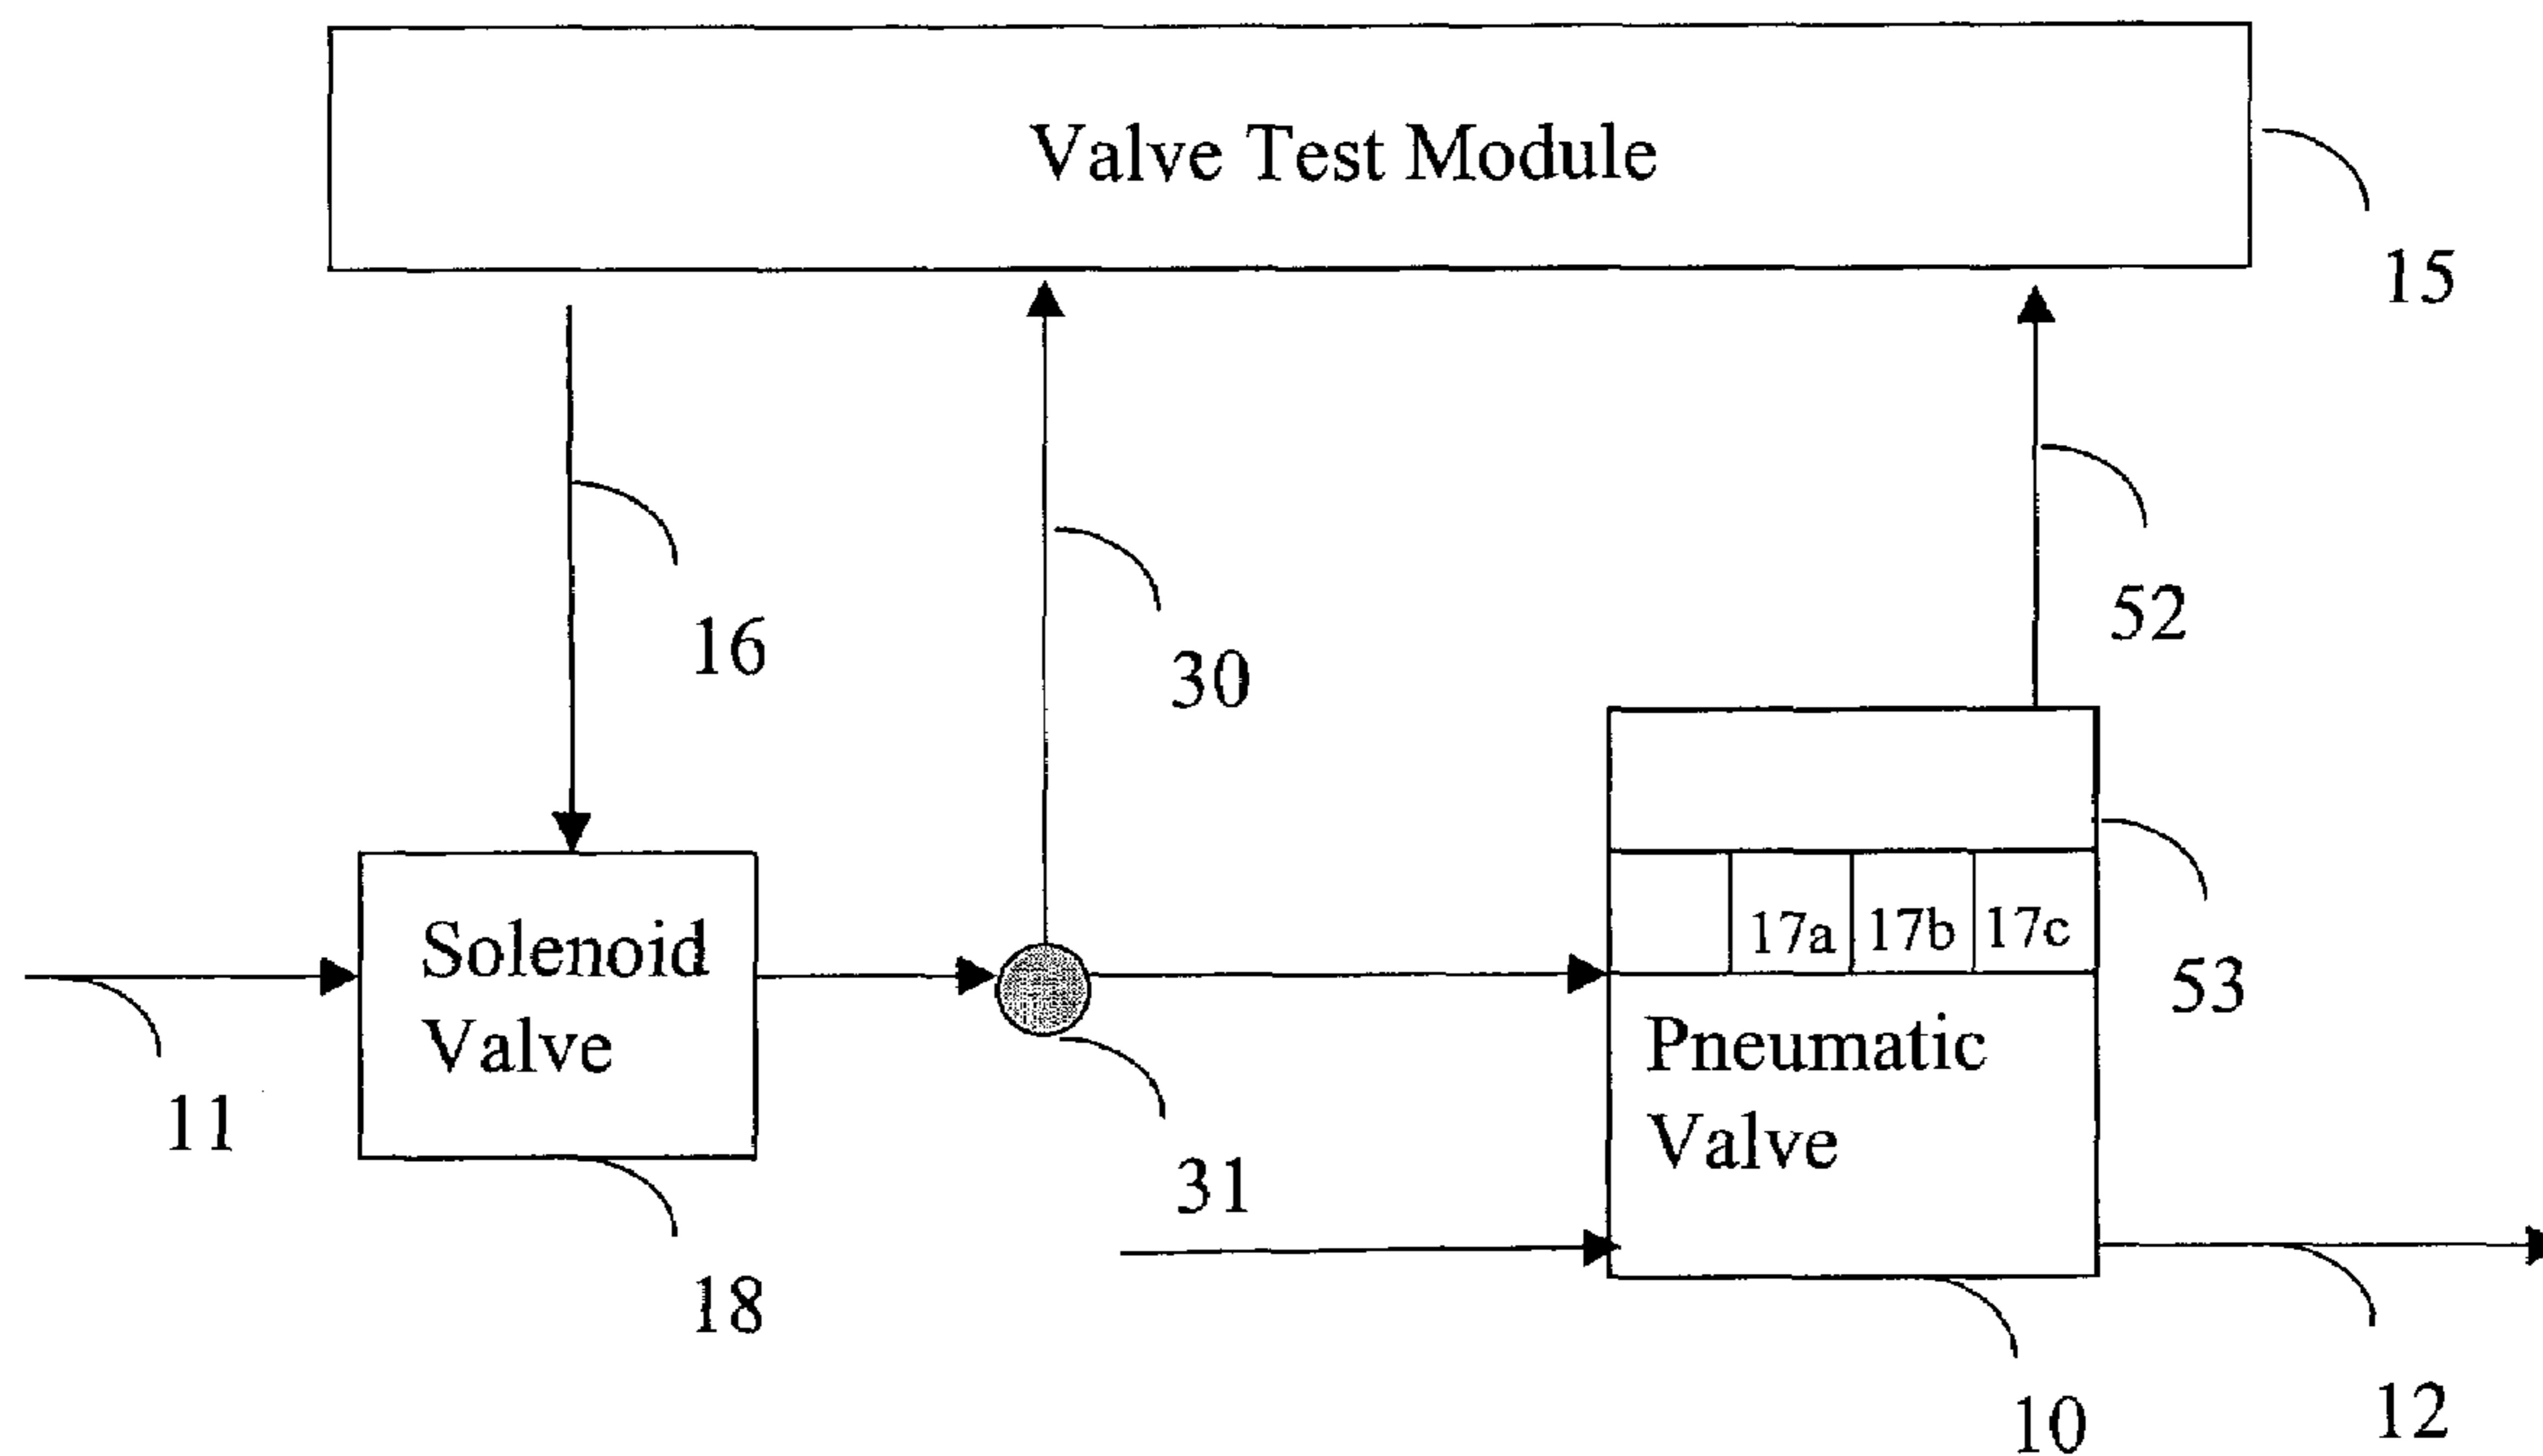 Valve Test Module
15
52
16
30
17a 17b 17c
Solenoid
Valve
53
Pneumatic
Valve
11
31
18
10
12